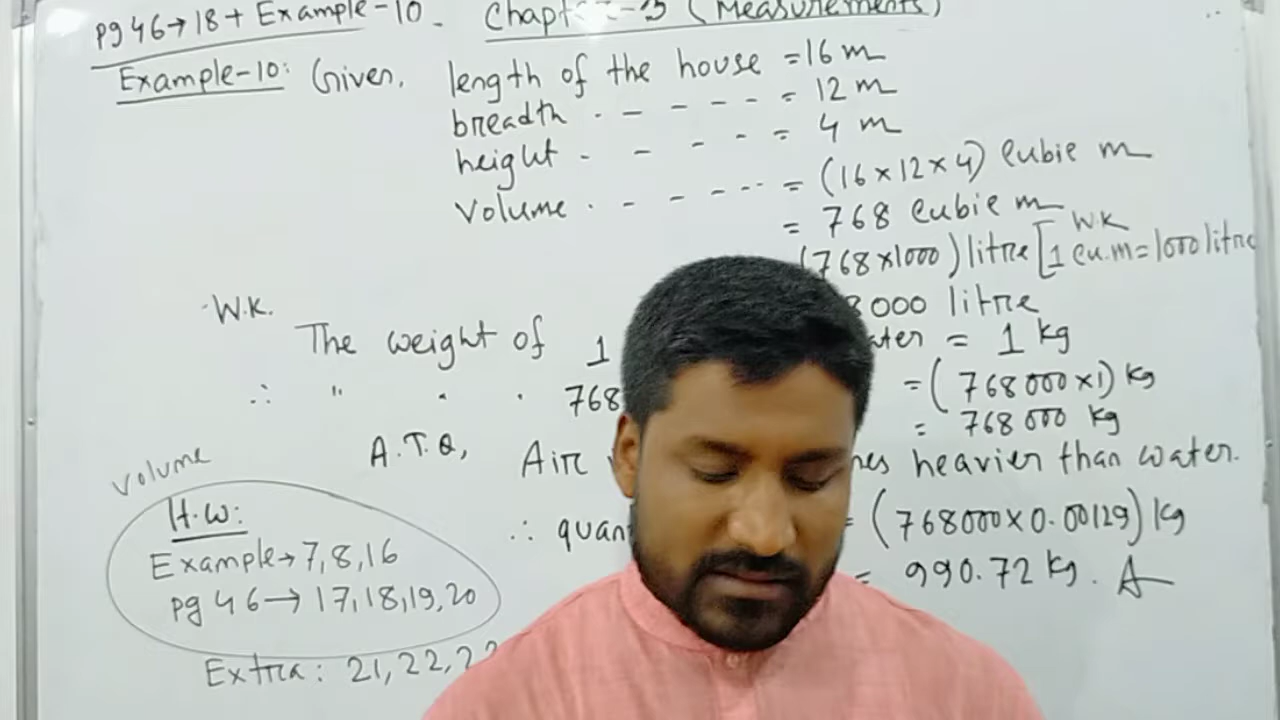 pg 46→18 + Example-10. Chapter-3 (Measurements)
Example-10: Given, length of the house = 16 m
breadth . - - - - - = 12 m
height - - - - = 4 m
volume . - - - - - = (16×12×4) cubic m
= 768 cubic m
(768×1000) litre [1 cu.m=1000 litre
W.K
W.K. 000 litre
The weight of 1 = 1 kg
∴ " . . 768 = (768000×1) kg
= 768000 kg
A.T.Q, Air heavier than water.
∴ = (768000×0.00129) kg
= 990.72 kg. A
volume
H.W:
Example→7,8,16
pg 46→17,18,19,20
Extra: 21,22,